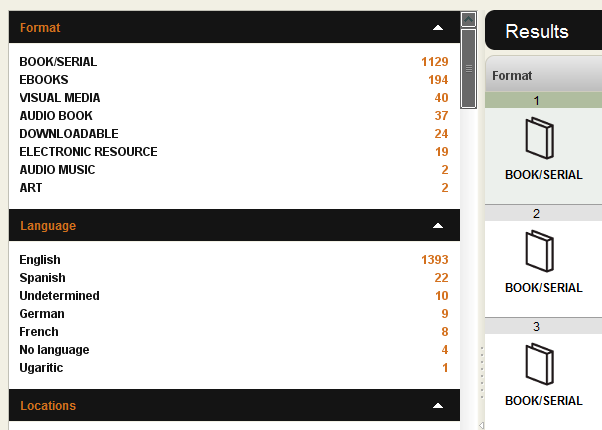 Format
BOOK/SERIAL 1129
EBOOKS 194
VISUAL MEDIA 40
AUDIO BOOK 37
DOWNLOADABLE 24
ELECTRONIC RESOURCE 19
AUDIO MUSIC 2
ART 2
Language
English 1393
Spanish 22
Undetermined 10
German 9
French 8
No language 4
Ugaritic 1
Locations
Results
Format
1
BOOK/SERIAL
2
BOOK/SERIAL
3
BOOK/SERIAL